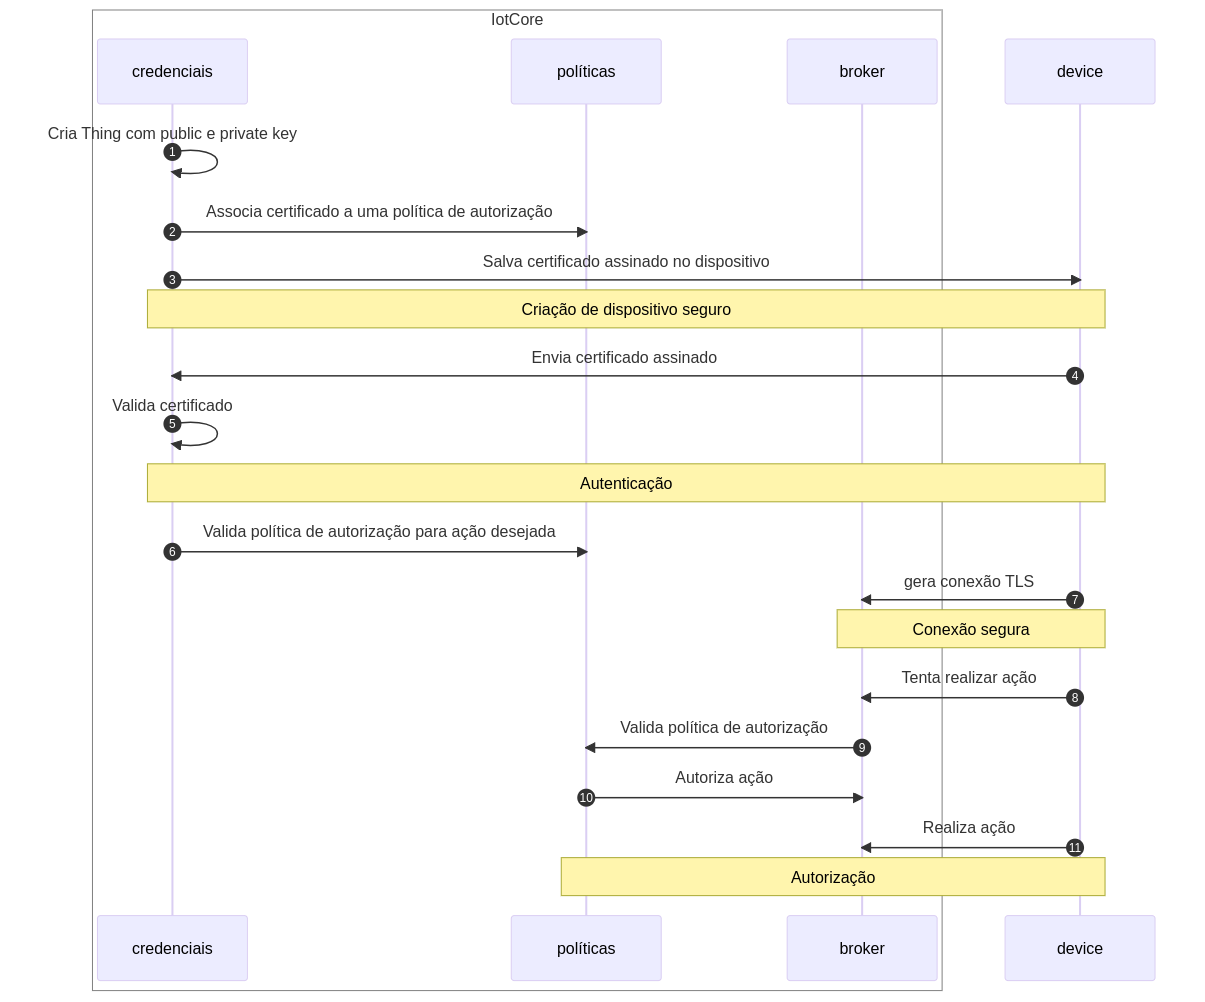 IotCore
credenciais
políticas
broker
device
Cria Thing com public e private key
1
Associa certificado a uma política de autorização
2
Salva certificado assinado no dispositivo
3
Criação de dispositivo seguro
Envia certificado assinado
4
Valida certificado
5
Autenticação
Valida política de autorização para ação desejada
6
gera conexão TLS
7
Conexão segura
Tenta realizar ação
8
Valida política de autorização
9
Autoriza ação
10
Realiza ação
11
Autorização
credenciais
políticas
broker
device